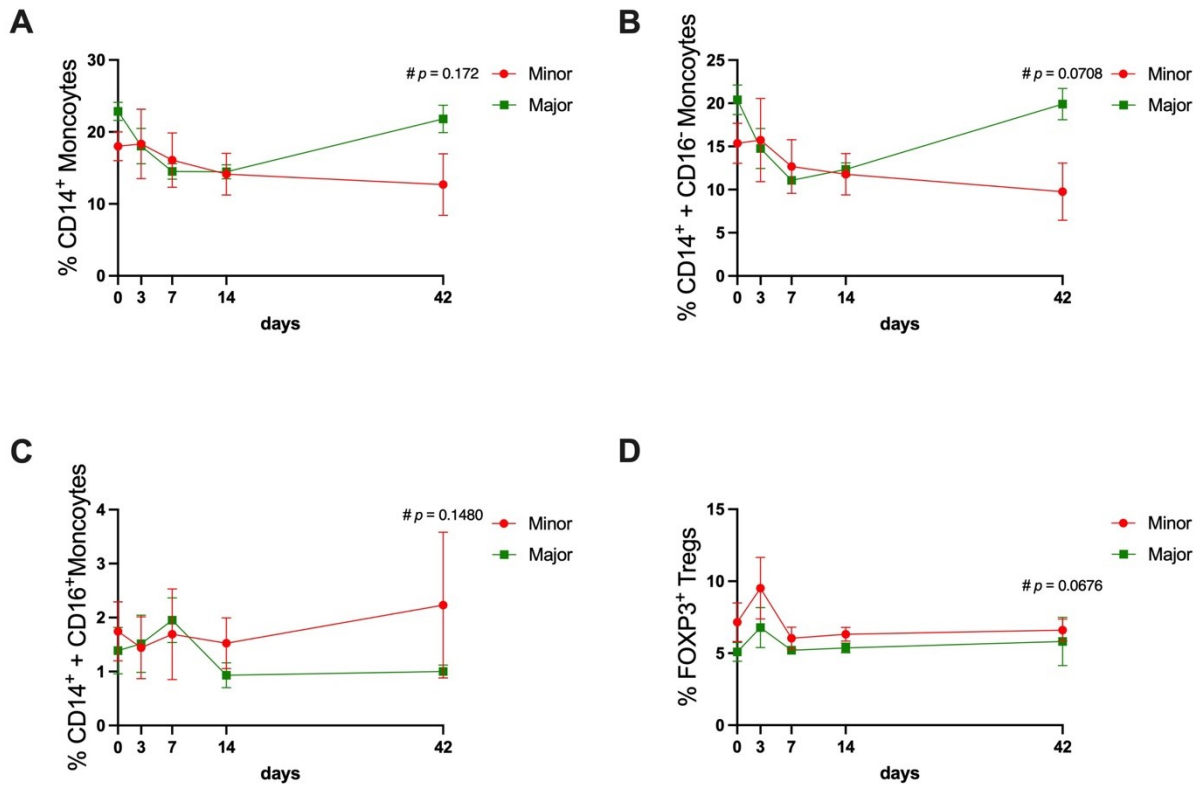 A
% CD14⁺ Moncoytes
30
20
10
0
0 3 7 14 42
days
# p = 0.172
Minor
Major
B
% CD14⁺ + CD16⁻ Moncoytes
25
20
15
10
5
0
0 3 7 14 42
days
# p = 0.0708
Minor
Major
C
% CD14⁺ + CD16⁺Moncoytes
4
3
2
1
0
0 3 7 14 42
days
# p = 0.1480
Minor
Major
D
% FOXP3⁺ Tregs
15
10
5
0
0 3 7 14 42
days
# p = 0.0676
Minor
Major